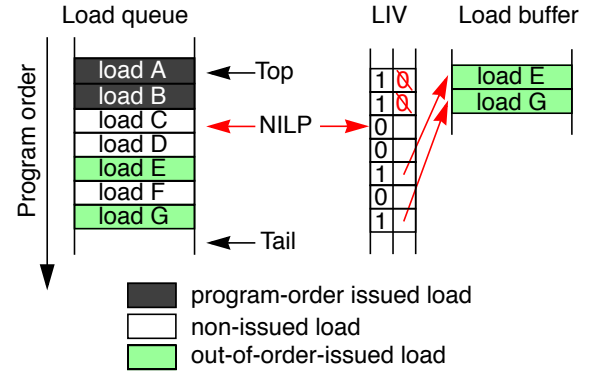 Load queue
LIV
Load buffer
Program order
load A
load B
load C
load D
load E
load F
load G
Top
NILP
Tail
1 0
1 0
0
0
1
0
1
load E
load G
program-order issued load
non-issued load
out-of-order-issued load